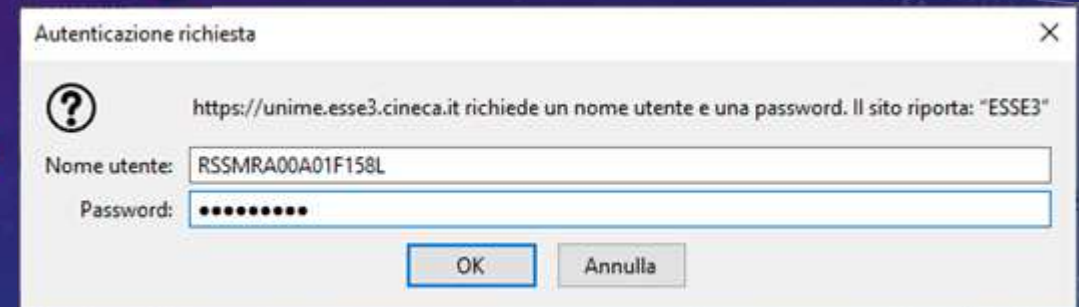 Autenticazione richiesta
https://unime.esse3.cineca.it richiede un nome utente e una password. Il sito riporta: "ESSE3"
Nome utente: RSSMRA00A01F158L
Password: •••••••••
OK Annulla